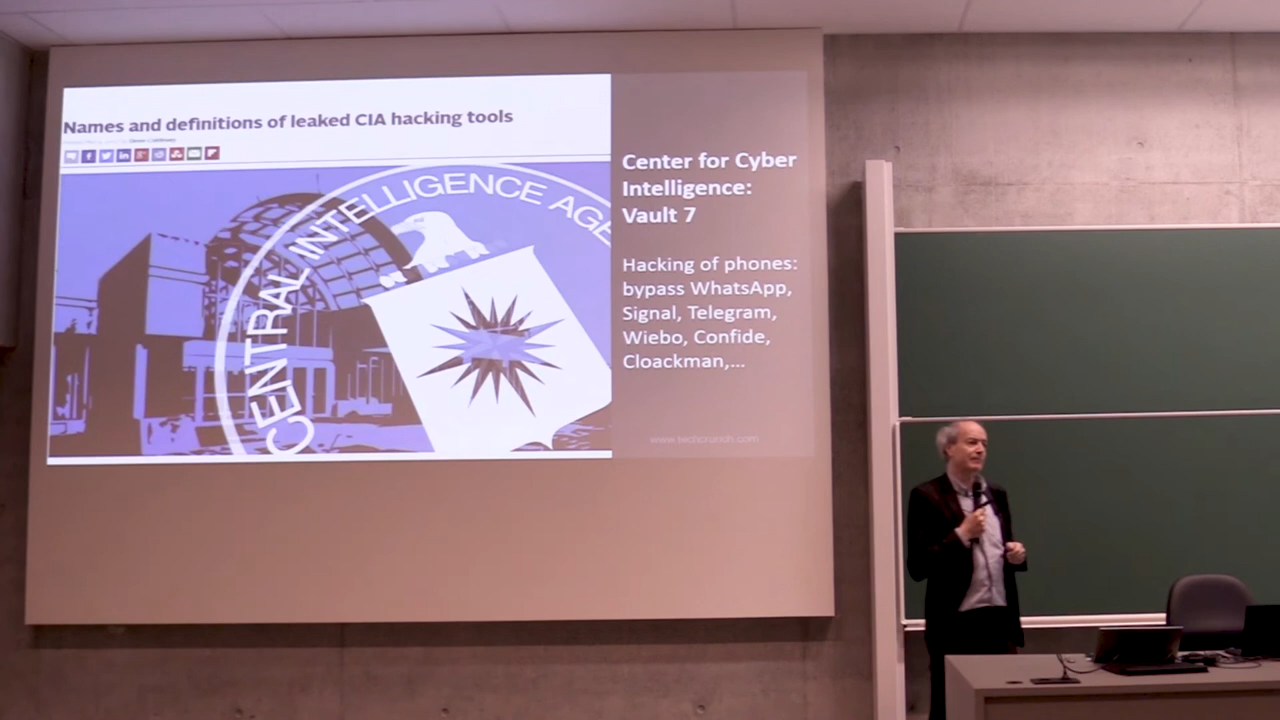 Names and definitions of leaked CIA hacking tools
CENTRAL INTELLIGENCE AGE
Center for Cyber
Intelligence:
Vault 7
Hacking of phones:
bypass WhatsApp,
Signal, Telegram,
Wiebo, Confide,
Cloackman,...
www.techcrunch.com